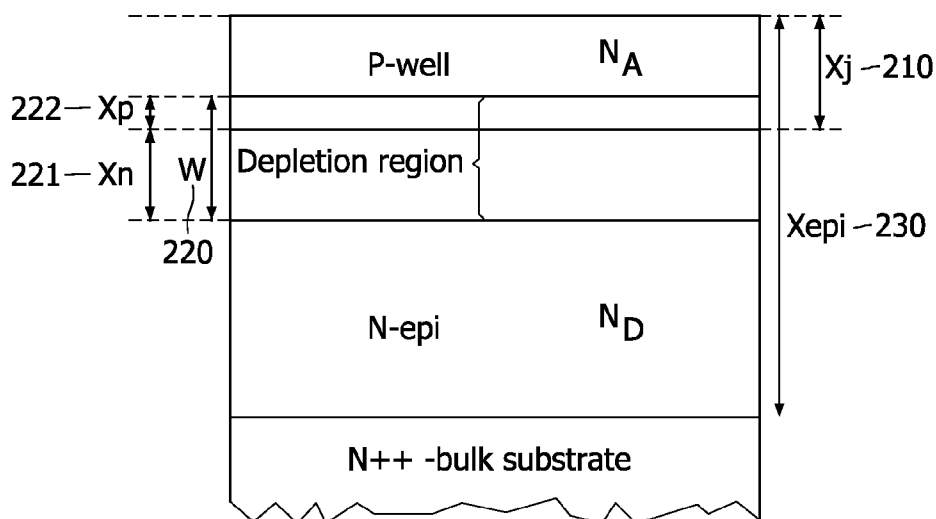 P-well N_A
Xj 210
222 Xp
221 Xn
W
Depletion region
220
Xepi 230
N-epi N_D
N++ -bulk substrate